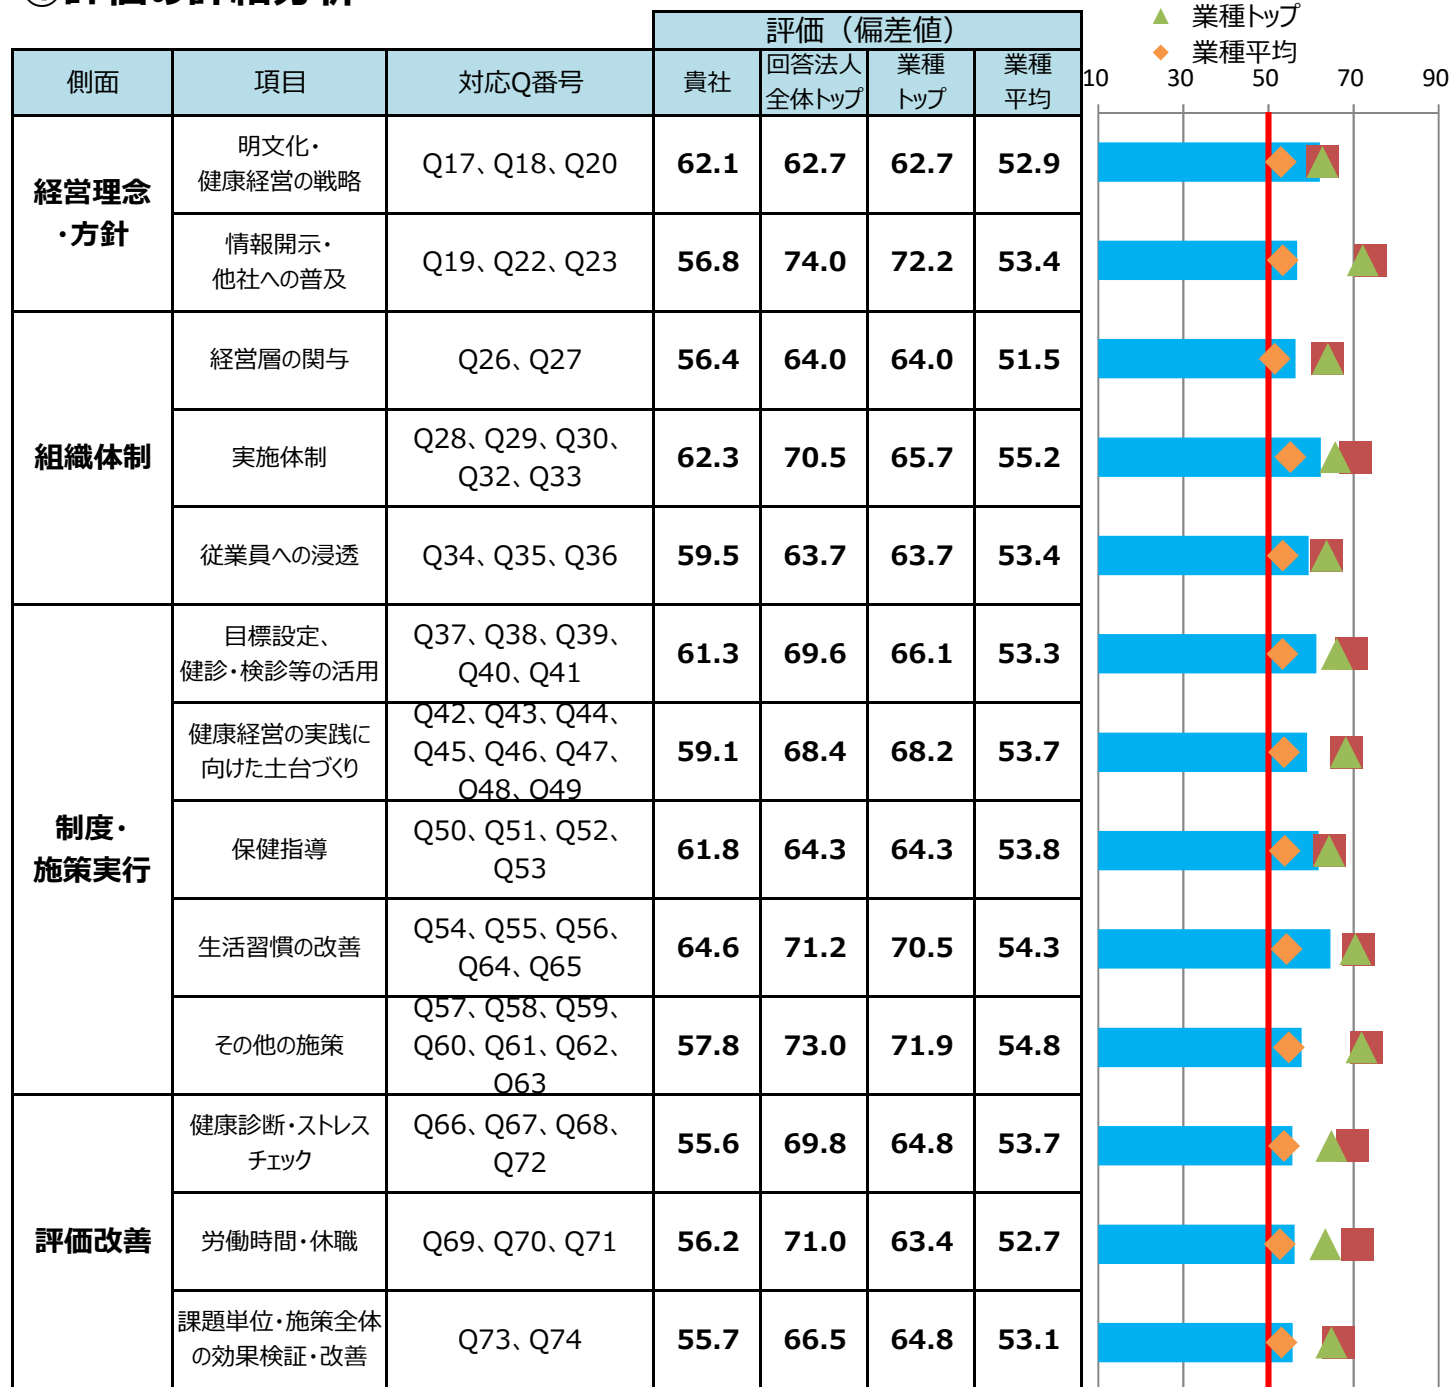 ①評価の詳細分析
▲ 業種トップ
◆ 業種平均
評価（偏差値）
側面 項目 対応Q番号 貴社 回答法人全体トップ 業種トップ 業種平均
10 30 50 70 90
経営理念・方針
明文化・健康経営の戦略 Q17、Q18、Q20 62.1 62.7 62.7 52.9
情報開示・他社への普及 Q19、Q22、Q23 56.8 74.0 72.2 53.4
組織体制
経営層の関与 Q26、Q27 56.4 64.0 64.0 51.5
実施体制 Q28、Q29、Q30、Q32、Q33 62.3 70.5 65.7 55.2
従業員への浸透 Q34、Q35、Q36 59.5 63.7 63.7 53.4
制度・施策実行
目標設定、健診・検診等の活用 Q37、Q38、Q39、Q40、Q41 61.3 69.6 66.1 53.3
健康経営の実践に向けた土台づくり Q42、Q43、Q44、Q45、Q46、Q47、Q48、Q49 59.1 68.4 68.2 53.7
保健指導 Q50、Q51、Q52、Q53 61.8 64.3 64.3 53.8
生活習慣の改善 Q54、Q55、Q56、Q64、Q65 64.6 71.2 70.5 54.3
その他の施策 Q57、Q58、Q59、Q60、Q61、Q62、Q63 57.8 73.0 71.9 54.8
評価改善
健康診断・ストレスチェック Q66、Q67、Q68、Q72 55.6 69.8 64.8 53.7
労働時間・休職 Q69、Q70、Q71 56.2 71.0 63.4 52.7
課題単位・施策全体の効果検証・改善 Q73、Q74 55.7 66.5 64.8 53.1